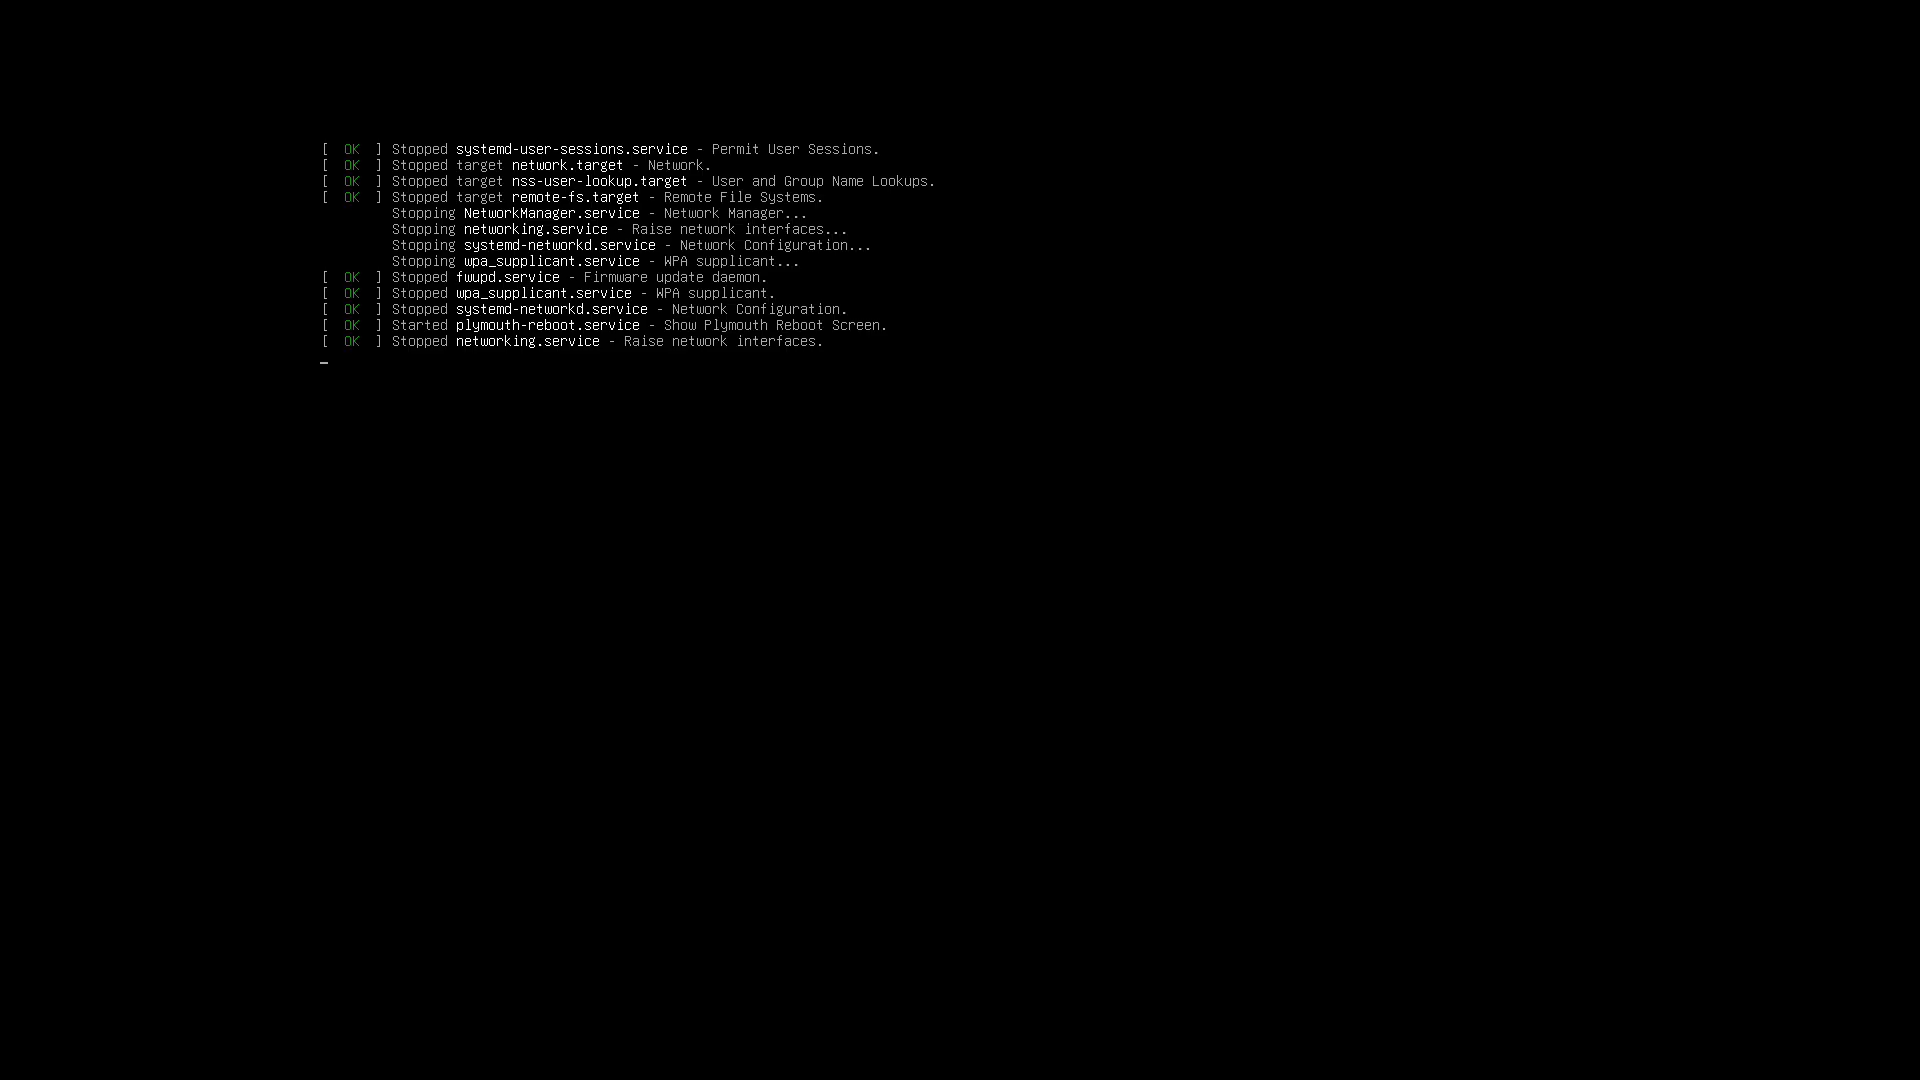 [  OK  ] Stopped systemd-user-sessions.service - Permit User Sessions.
[  OK  ] Stopped target network.target - Network.
[  OK  ] Stopped target nss-user-lookup.target - User and Group Name Lookups.
[  OK  ] Stopped target remote-fs.target - Remote File Systems.
Stopping NetworkManager.service - Network Manager...
Stopping networking.service - Raise network interfaces...
Stopping systemd-networkd.service - Network Configuration...
Stopping wpa_supplicant.service - WPA supplicant...
[  OK  ] Stopped fwupd.service - Firmware update daemon.
[  OK  ] Stopped wpa_supplicant.service - WPA supplicant.
[  OK  ] Stopped systemd-networkd.service - Network Configuration.
[  OK  ] Started plymouth-reboot.service - Show Plymouth Reboot Screen.
[  OK  ] Stopped networking.service - Raise network interfaces.